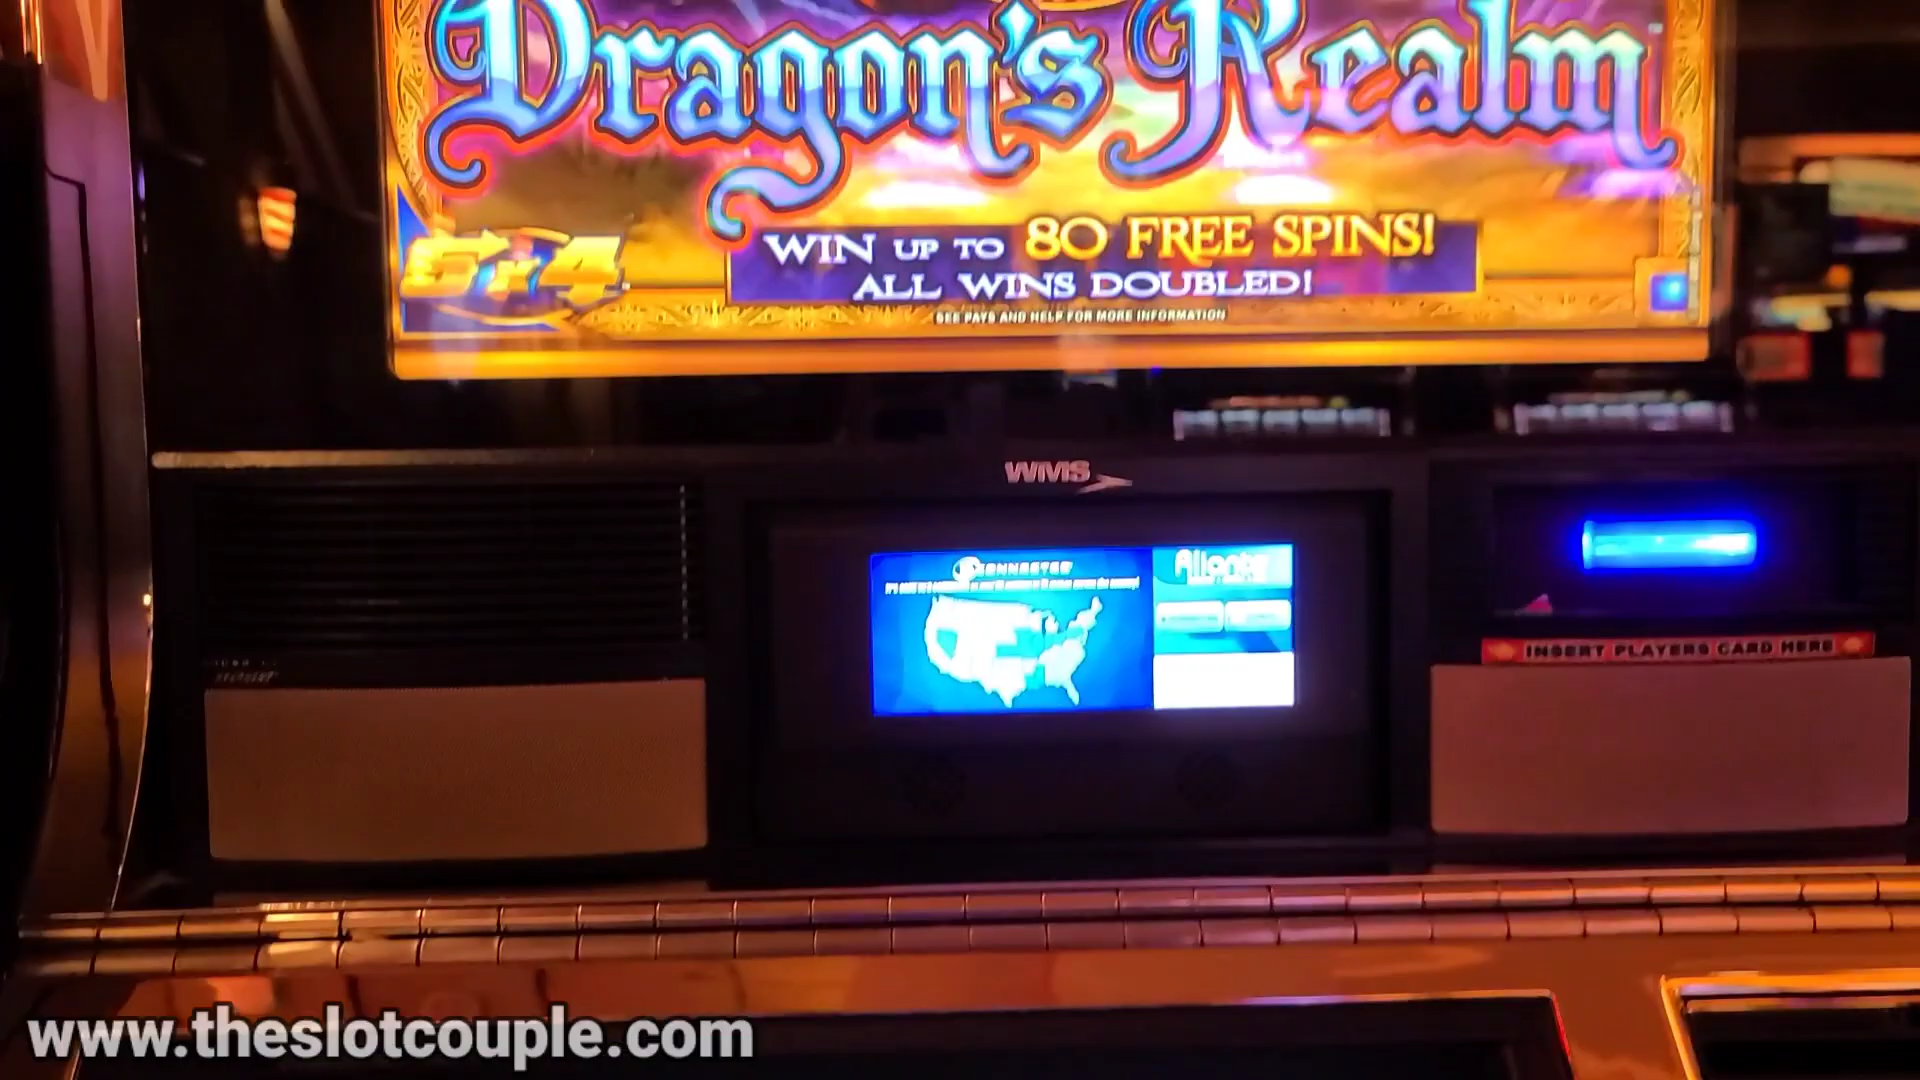 Dragon's Realm
5x4
WIN UP TO 80 FREE SPINS!
ALL WINS DOUBLED!
SEE PAYS AND HELP FOR MORE INFORMATION
WMS
INSERT PLAYERS CARD HERE
www.theslotcouple.com